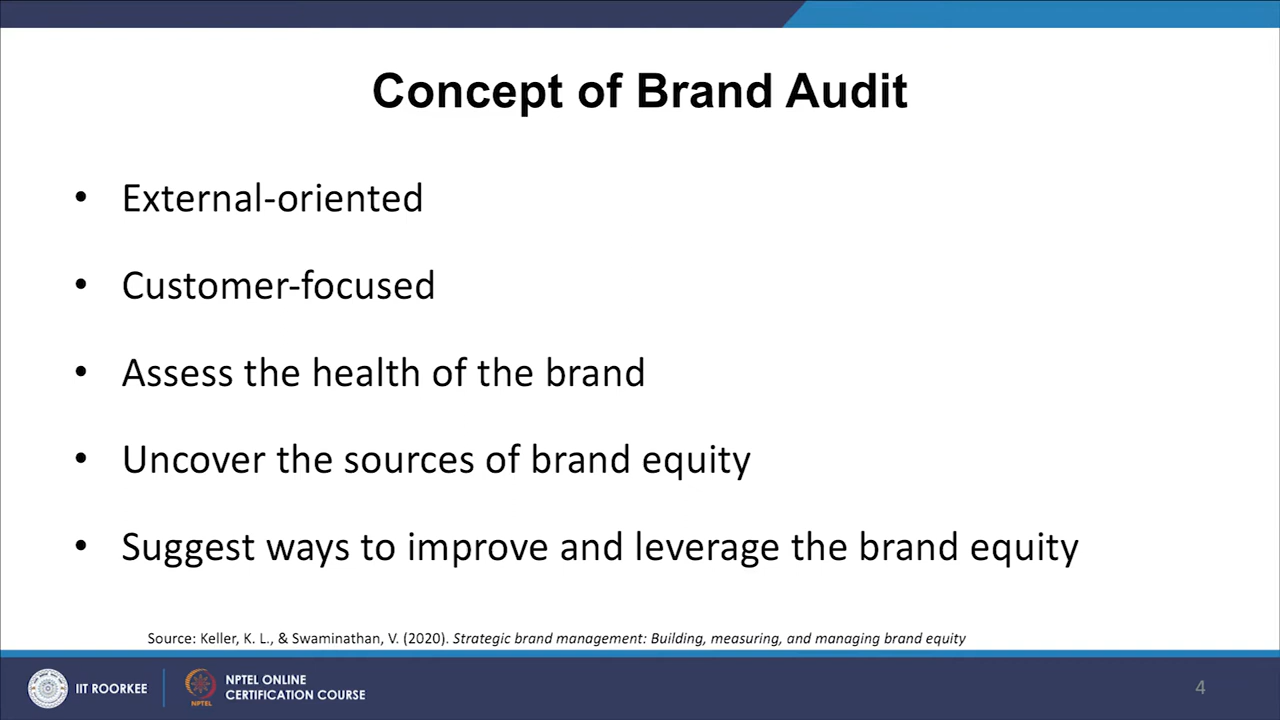 Concept of Brand Audit
• External-oriented
• Customer-focused
• Assess the health of the brand
• Uncover the sources of brand equity
• Suggest ways to improve and leverage the brand equity
Source: Keller, K. L., & Swaminathan, V. (2020). Strategic brand management: Building, measuring, and managing brand equity
IIT ROORKEE
NPTEL
NPTEL ONLINE
CERTIFICATION COURSE
4